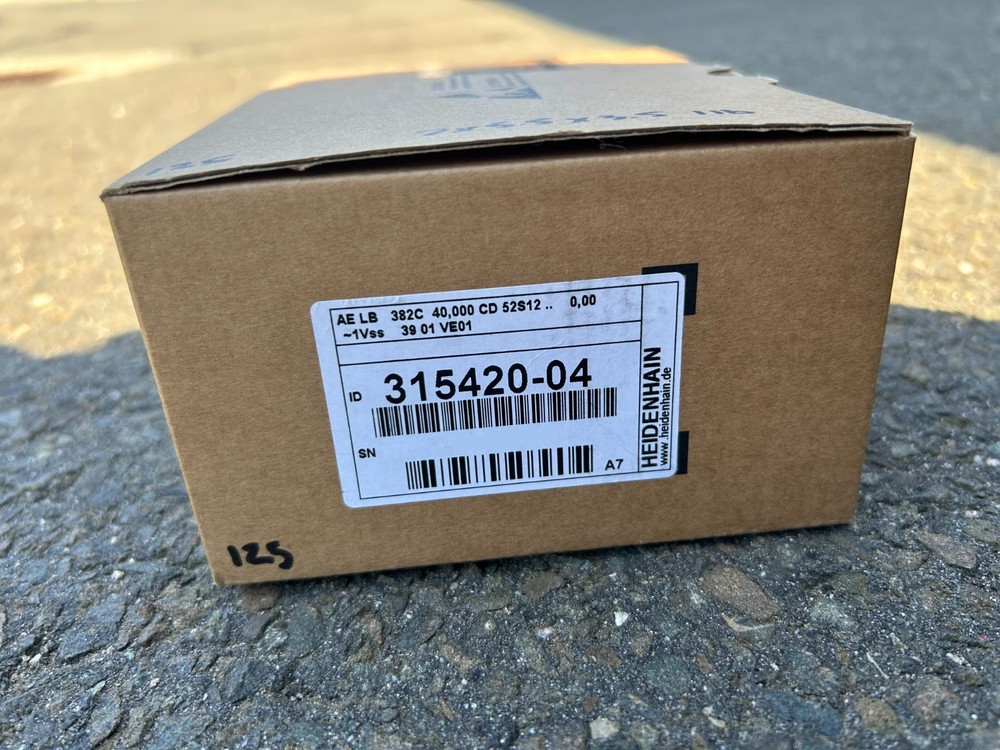 AE LB 382C 40,000 CD 52S12 .. 0,00
~1Vss 39 01 VE01
ID 315420-04
SN
A7
HEIDENHAIN
www.heidenhain.de
125